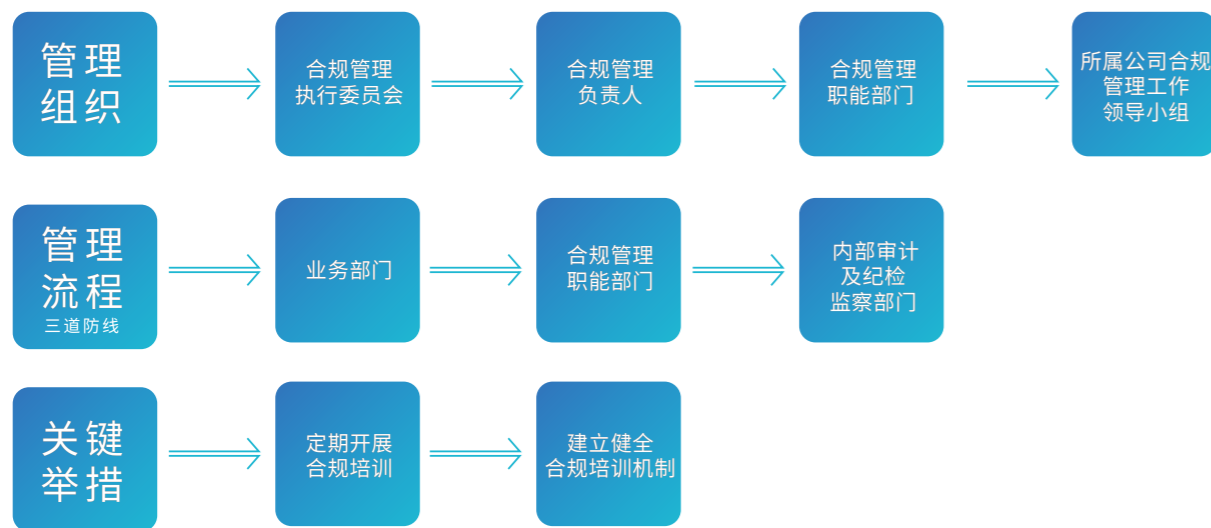 管理
组织
合规管理
执行委员会
合规管理
负责人
合规管理
职能部门
所属公司合规
管理工作
领导小组
管理
流程
三道防线
业务部门
合规管理
职能部门
内部审计
及纪检
监察部门
关键
举措
定期开展
合规培训
建立健全
合规培训机制